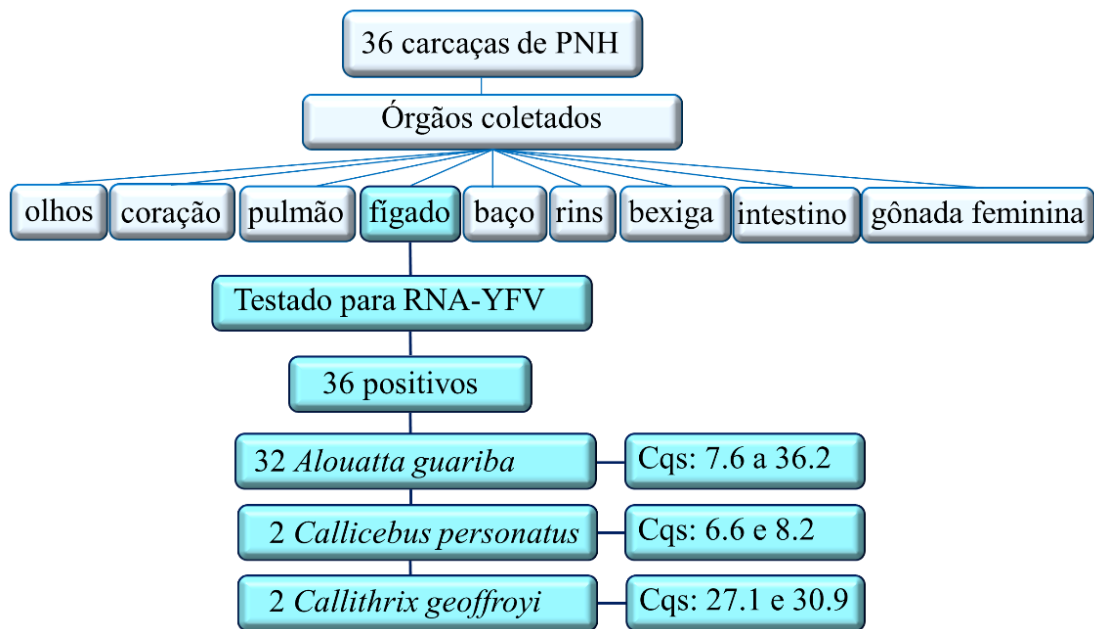 36 carcaças de PNH
Órgãos coletados
olhos
coração
pulmão
fígado
baço
rins
bexiga
intestino
gônada feminina
Testado para RNA-YFV
36 positivos
32 Alouatta guariba
Cqs: 7.6 a 36.2
2 Callicebus personatus
Cqs: 6.6 e 8.2
2 Callithrix geoffroyi
Cqs: 27.1 e 30.9